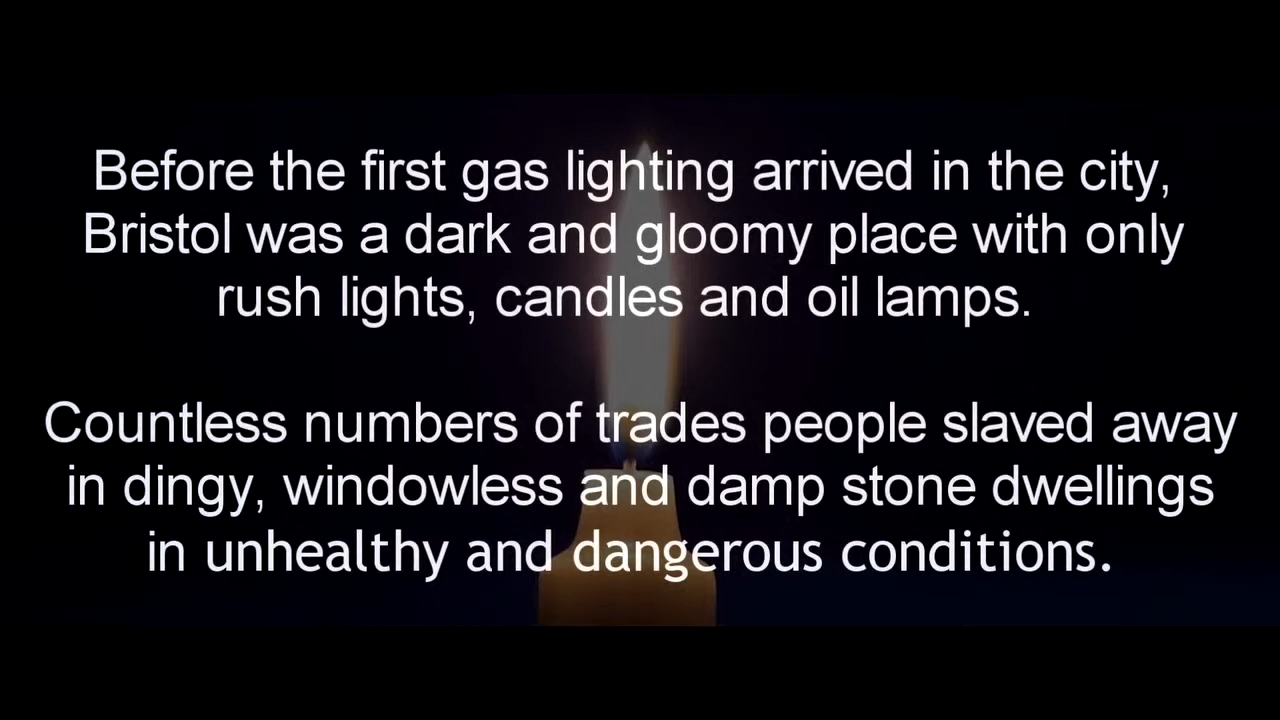 Before the first gas lighting arrived in the city,
Bristol was a dark and gloomy place with only
rush lights, candles and oil lamps.
Countless numbers of trades people slaved away
in dingy, windowless and damp stone dwellings
in unhealthy and dangerous conditions.